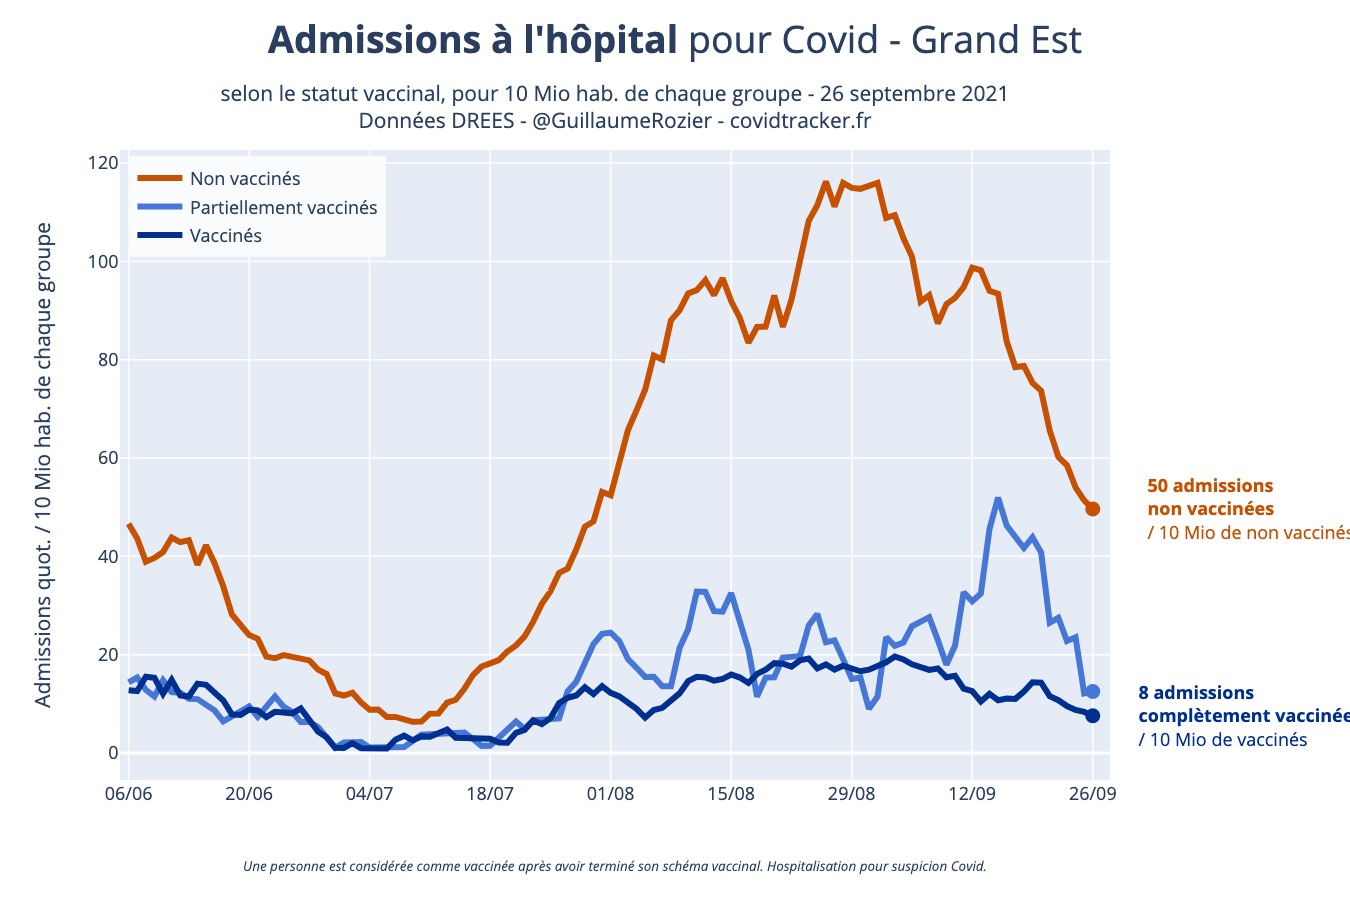 Admissions à l'hôpital pour Covid - Grand Est
selon le statut vaccinal, pour 10 Mio hab. de chaque groupe - 26 septembre 2021
Données DREES - @GuillaumeRozier - covidtracker.fr
Admissions quot. / 10 Mio hab. de chaque groupe
120
100
80
60
40
20
0
Non vaccinés
Partiellement vaccinés
Vaccinés
50 admissions
non vaccinées
/ 10 Mio de non vaccinés
8 admissions
complètement vaccinée
/ 10 Mio de vaccinés
06/06 20/06 04/07 18/07 01/08 15/08 29/08 12/09 26/09
Une personne est considérée comme vaccinée après avoir terminé son schéma vaccinal. Hospitalisation pour suspicion Covid.